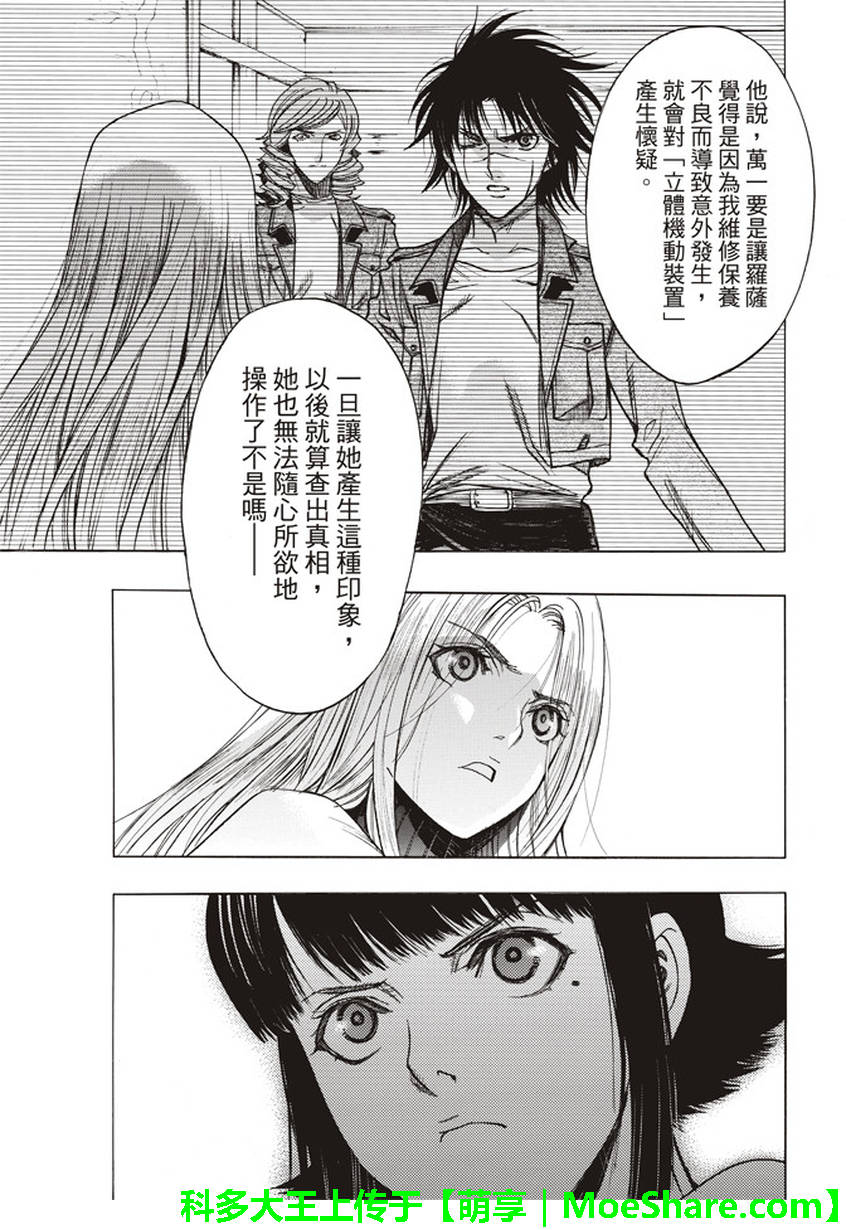 他說，萬一要是讓羅薩
覺得是因為我維修保養
不良而導致意外發生，
就會對「立體機動裝置」
產生懷疑。
一旦讓她產生這種印象，
以後就算查出真相，
她也無法隨心所欲地
操作了不是嗎——
科多大王上传于【萌享｜MoeShare.com】